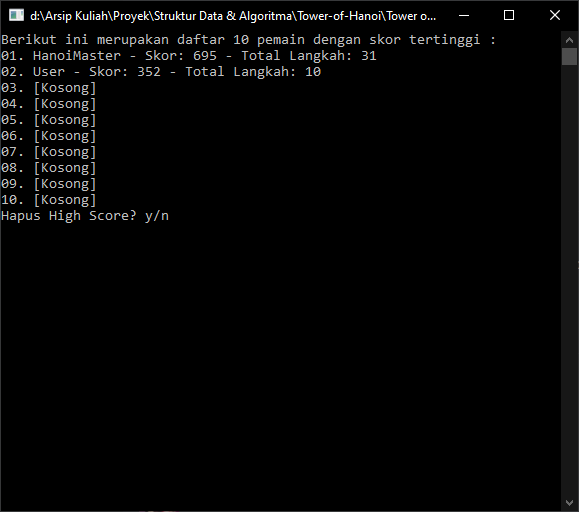 d:\Arsip Kuliah\Proyek\Struktur Data & Algoritma\Tower-of-Hanoi\Tower o...
Berikut ini merupakan daftar 10 pemain dengan skor tertinggi :
01. HanoiMaster - Skor: 695 - Total Langkah: 31
02. User - Skor: 352 - Total Langkah: 10
03. [Kosong]
04. [Kosong]
05. [Kosong]
06. [Kosong]
07. [Kosong]
08. [Kosong]
09. [Kosong]
10. [Kosong]
Hapus High Score? y/n